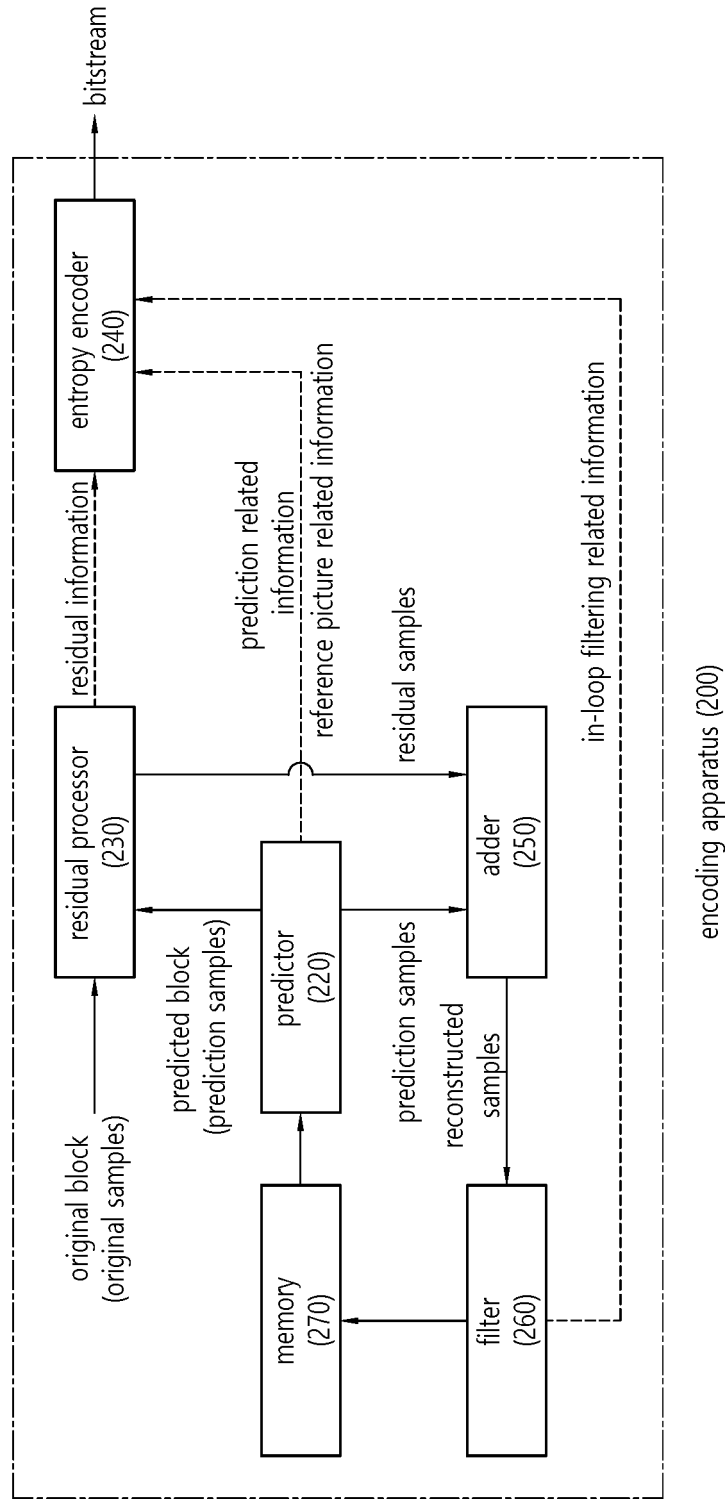 original block
(original samples)
residual processor
(230)
residual information
entropy encoder
(240)
bitstream
predicted block
(prediction samples)
prediction related
information
reference picture related information
memory
(270)
predictor
(220)
prediction samples
residual samples
reconstructed
samples
filter
(260)
adder
(250)
in-loop filtering related information
encoding apparatus (200)